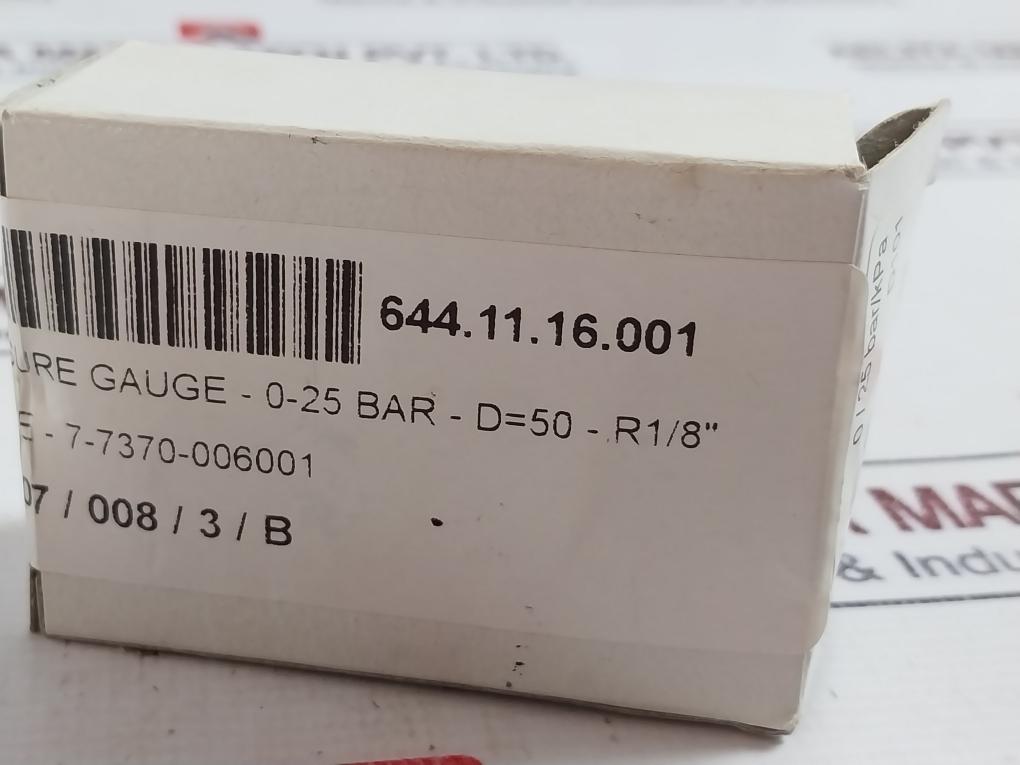 644.11.16.001
URE GAUGE - 0-25 BAR - D=50 - R1/8"
E - 7-7370-006001
07 / 008 / 3 / B
0 / 25 bar/kPa
MAR
& Indu